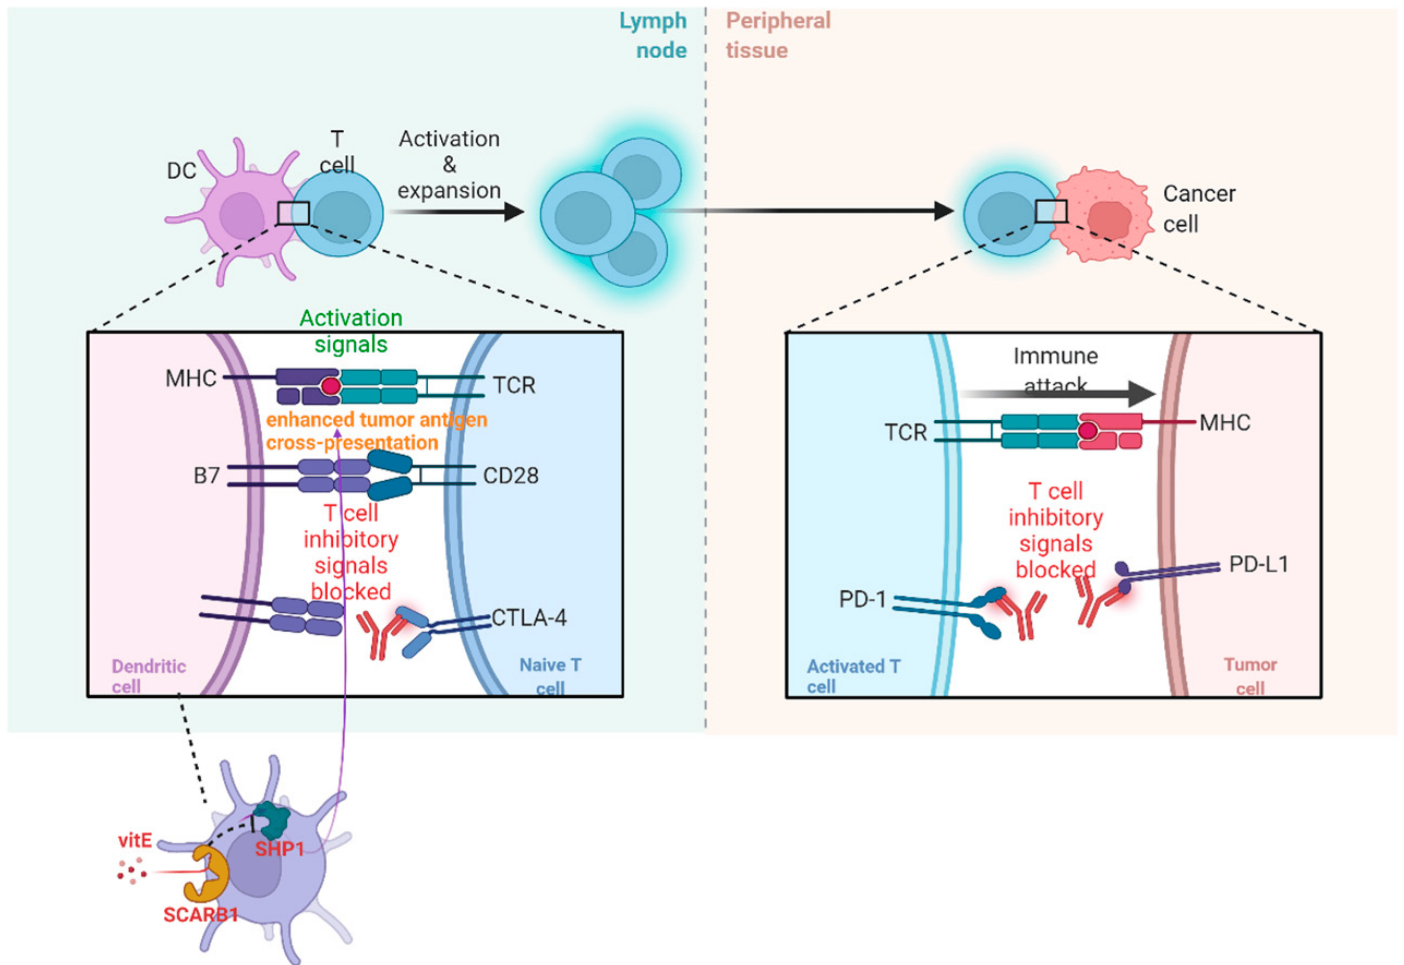 Lymph
node
Peripheral
tissue
DC
T
cell
Activation
&
expansion
Cancer
cell
Activation
signals
MHC
TCR
enhanced tumor antigen
cross-presentation
B7
CD28
T cell
inhibitory
signals
blocked
CTLA-4
Dendritic
cell
Naive T
cell
Immune
attack
TCR
MHC
T cell
inhibitory
signals
blocked
PD-L1
PD-1
Activated T
cell
Tumor
cell
vitE
SHP1
SCARB1